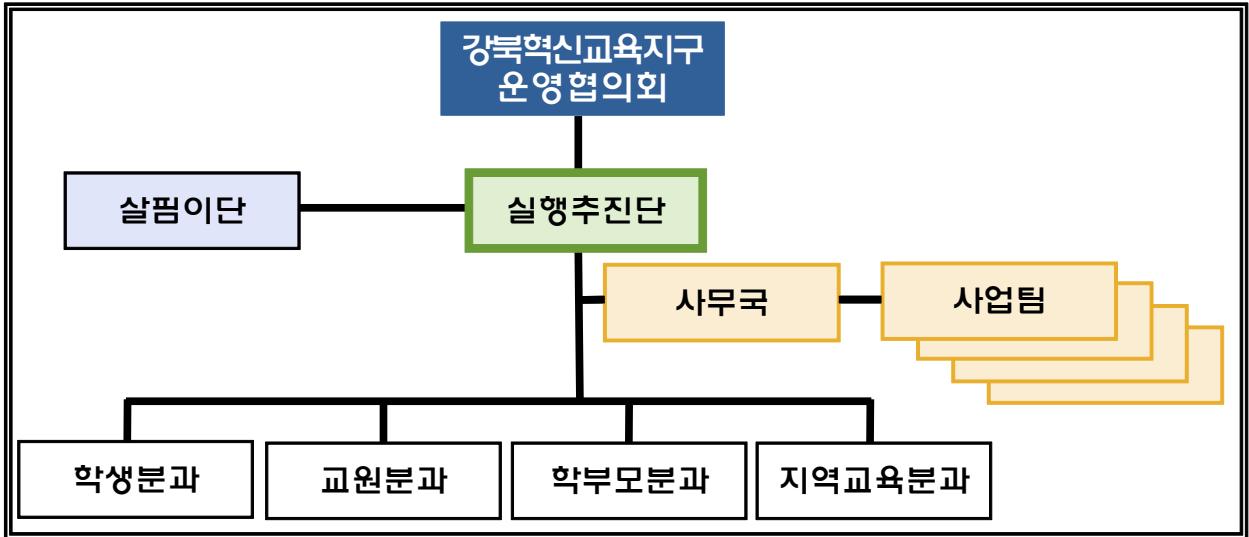 강북혁신교육지구
운영협의회
살핌이단
실행추진단
사무국
사업팀
학생분과
교원분과
학부모분과
지역교육분과